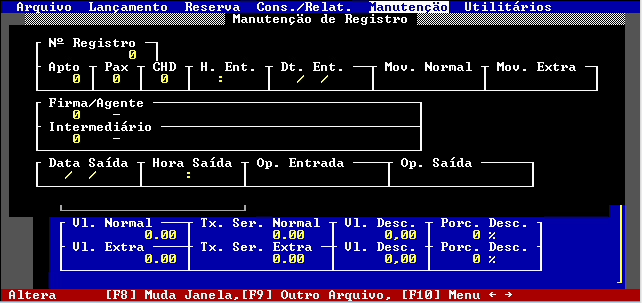 Arquivo Lançamento Reserva Cons./Relat. Manutenção Utilitários
Manutenção de Registro
Nº Registro
0
Apto Pax CHD H. Ent. Dt. Ent. Mov. Normal Mov. Extra
0 0 0 : / /
Firma/Agente
0 -
Intermediário
0 -
Data Saída Hora Saída Op. Entrada Op. Saída
/ / :
Vl. Normal Tx. Ser. Normal Vl. Desc. Porc. Desc.
0.00 0.00 0,00 0 %
Vl. Extra Tx. Ser. Extra Vl. Desc. Porc. Desc.
0.00 0.00 0,00 0 %
Altera [F8] Muda Janela,[F9] Outro Arquivo, [F10] Menu ← →